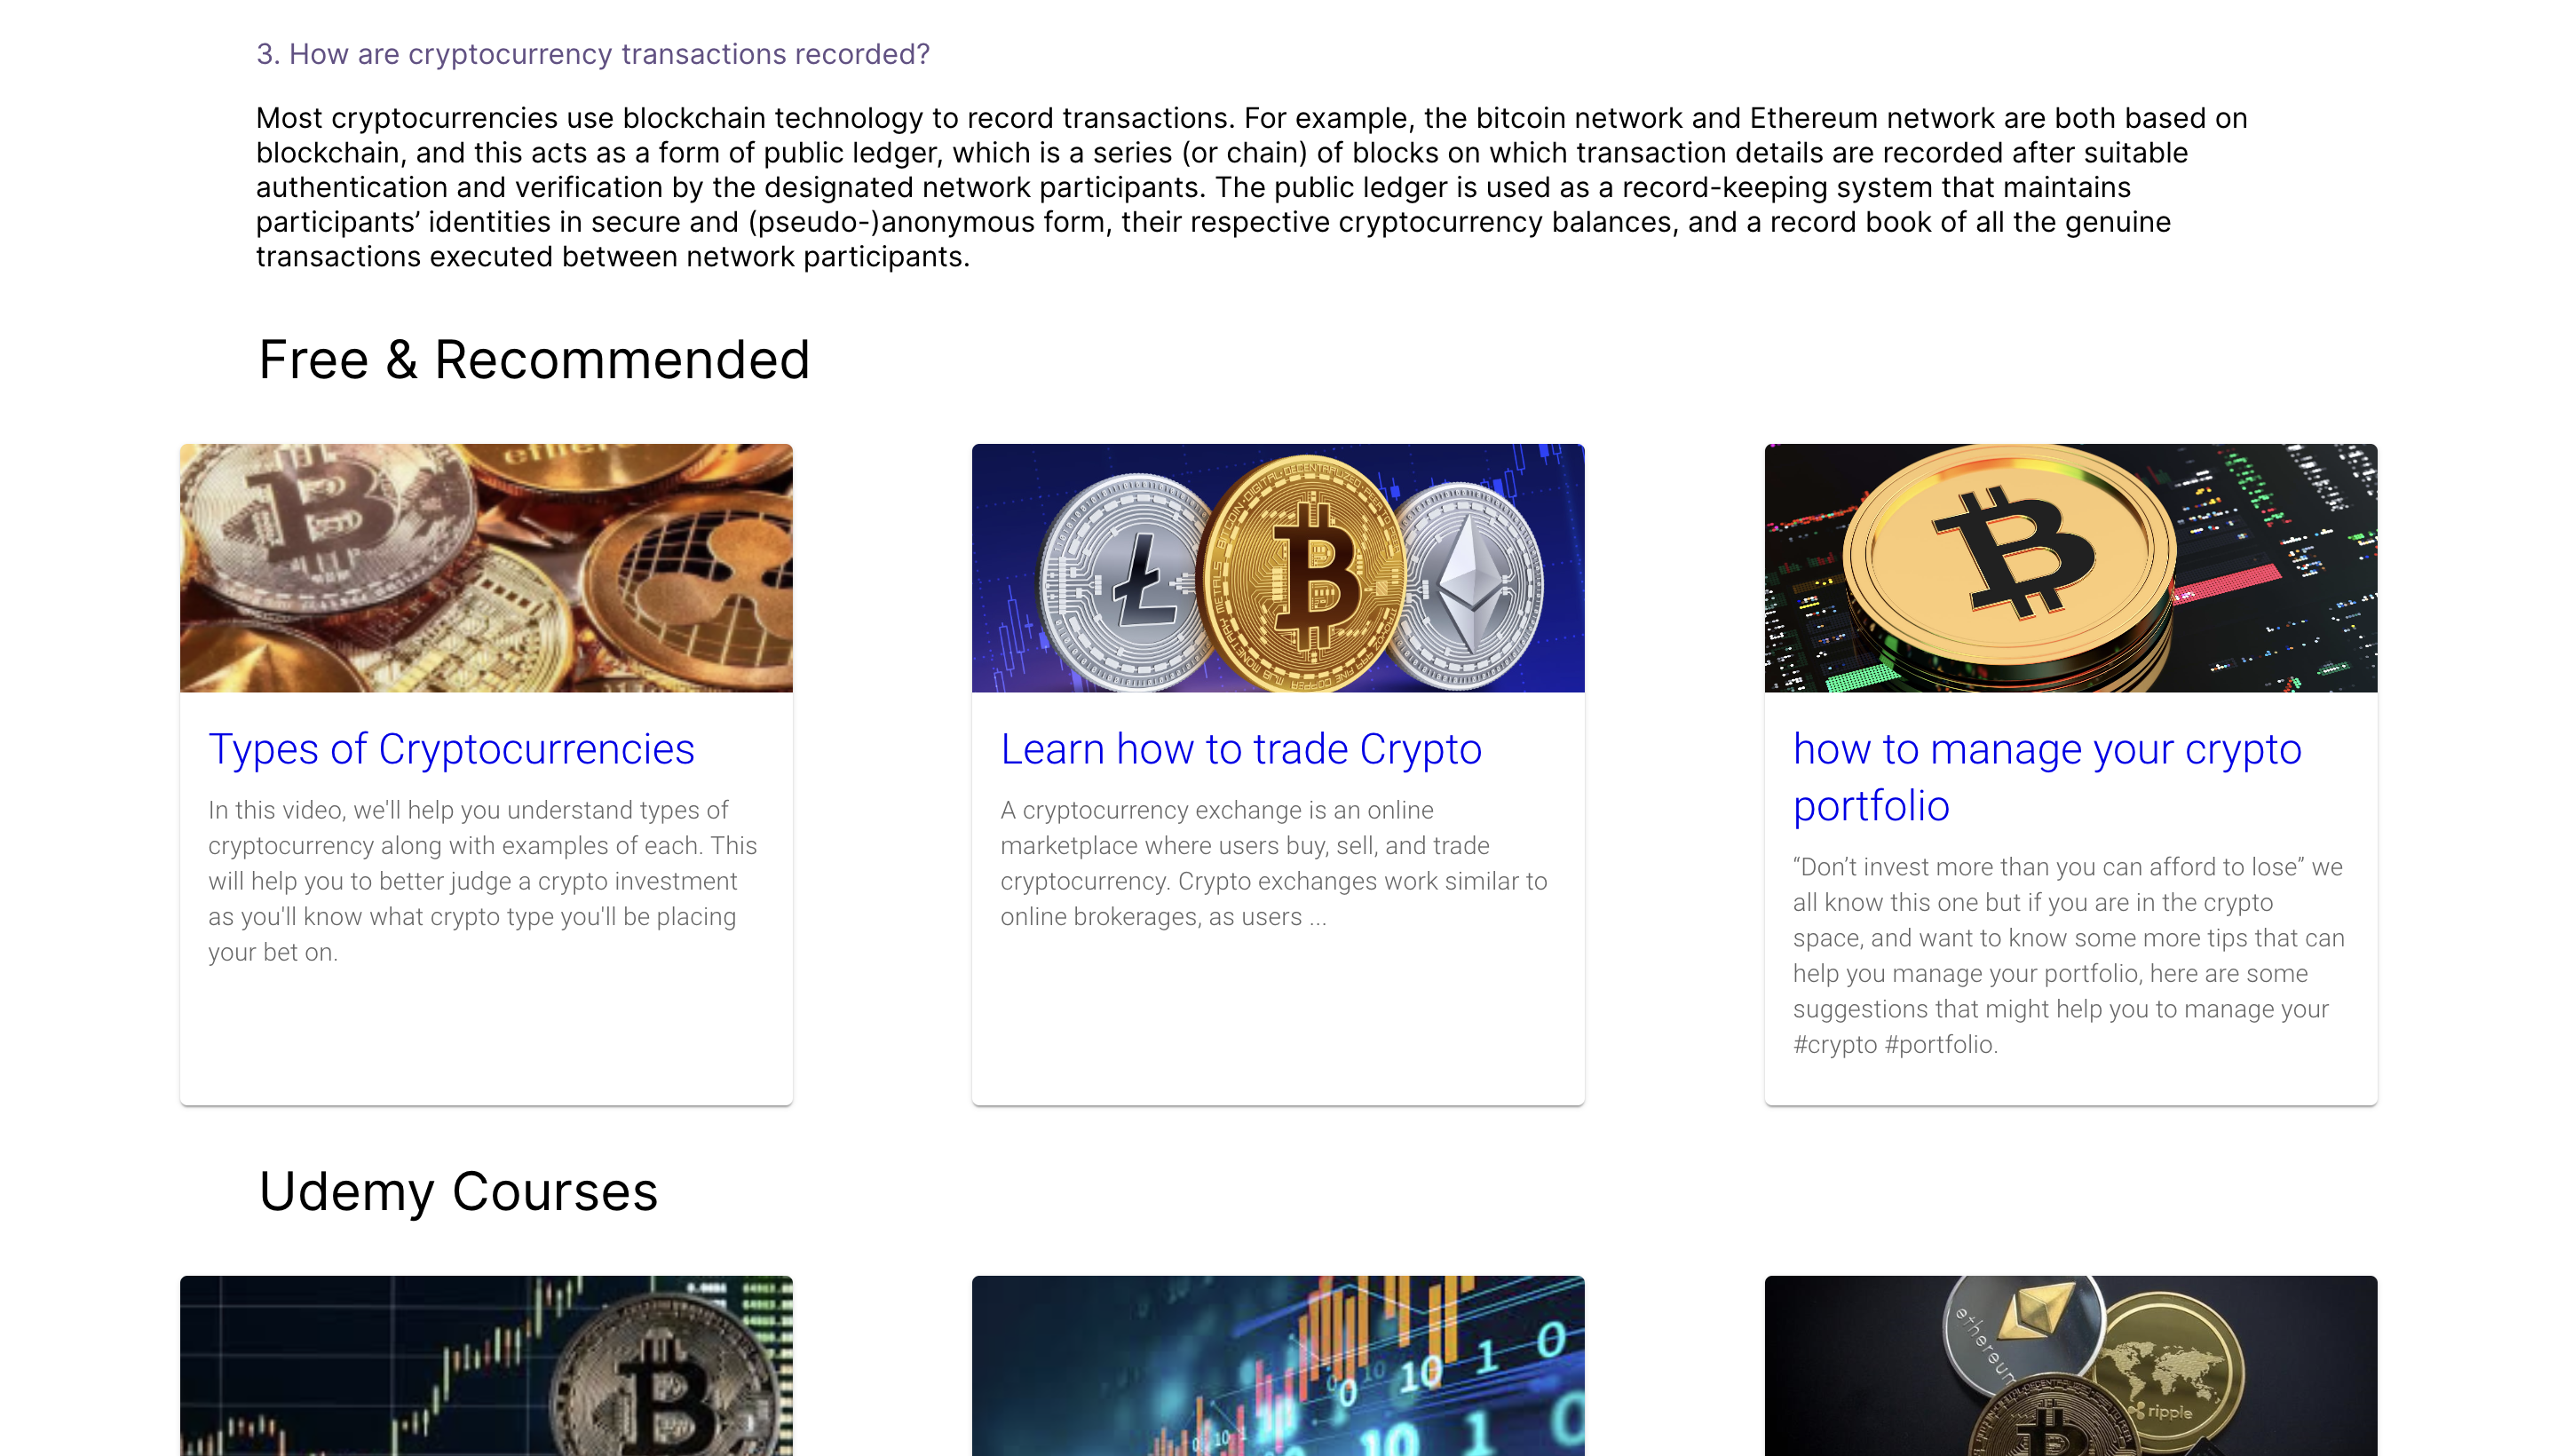 3. How are cryptocurrency transactions recorded?
Most cryptocurrencies use blockchain technology to record transactions. For example, the bitcoin network and Ethereum network are both based on
blockchain, and this acts as a form of public ledger, which is a series (or chain) of blocks on which transaction details are recorded after suitable
authentication and verification by the designated network participants. The public ledger is used as a record-keeping system that maintains
participants’ identities in secure and (pseudo-)anonymous form, their respective cryptocurrency balances, and a record book of all the genuine
transactions executed between network participants.
Free & Recommended
Types of Cryptocurrencies
In this video, we'll help you understand types of
cryptocurrency along with examples of each. This
will help you to better judge a crypto investment
as you'll know what crypto type you'll be placing
your bet on.
Learn how to trade Crypto
A cryptocurrency exchange is an online
marketplace where users buy, sell, and trade
cryptocurrency. Crypto exchanges work similar to
online brokerages, as users ...
how to manage your crypto
portfolio
“Don’t invest more than you can afford to lose” we
all know this one but if you are in the crypto
space, and want to know some more tips that can
help you manage your portfolio, here are some
suggestions that might help you to manage your
#crypto #portfolio.
Udemy Courses
10 1 0
0
10 1 0
ethereum
ripple